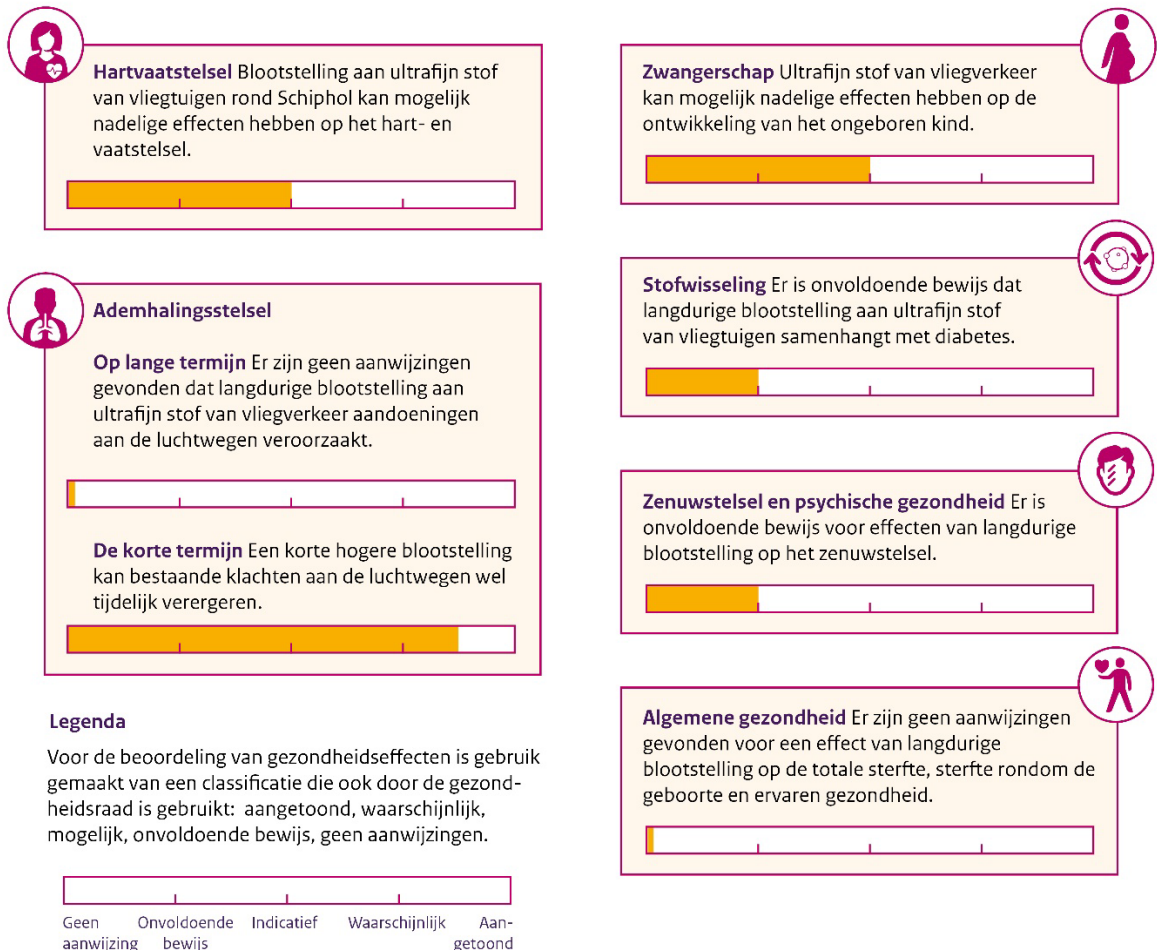 Hartvaatstelsel Blootstelling aan ultrafijn stof
van vliegtuigen rond Schiphol kan mogelijk
nadelige effecten hebben op het hart- en
vaatstelsel.
Ademhalingsstelsel
Op lange termijn Er zijn geen aanwijzingen
gevonden dat langdurige blootstelling aan
ultrafijn stof van vliegverkeer aandoeningen
aan de luchtwegen veroorzaakt.
De korte termijn Een korte hogere blootstelling
kan bestaande klachten aan de luchtwegen wel
tijdelijk verergeren.
Legenda
Voor de beoordeling van gezondheidseffecten is gebruik
gemaakt van een classificatie die ook door de gezond-
heidsraad is gebruikt: aangetoond, waarschijnlijk,
mogelijk, onvoldoende bewijs, geen aanwijzingen.
Geen Onvoldoende Indicatief Waarschijnlijk Aan-
aanwijzing bewijs getoond
Zwangerschap Ultrafijn stof van vliegverkeer
kan mogelijk nadelige effecten hebben op de
ontwikkeling van het ongeboren kind.
Stofwisseling Er is onvoldoende bewijs dat
langdurige blootstelling aan ultrafijn stof
van vliegtuigen samenhangt met diabetes.
Zenuwstelsel en psychische gezondheid Er is
onvoldoende bewijs voor effecten van langdurige
blootstelling op het zenuwstelsel.
Algemene gezondheid Er zijn geen aanwijzingen
gevonden voor een effect van langdurige
blootstelling op de totale sterfte, sterfte rondom de
geboorte en ervaren gezondheid.